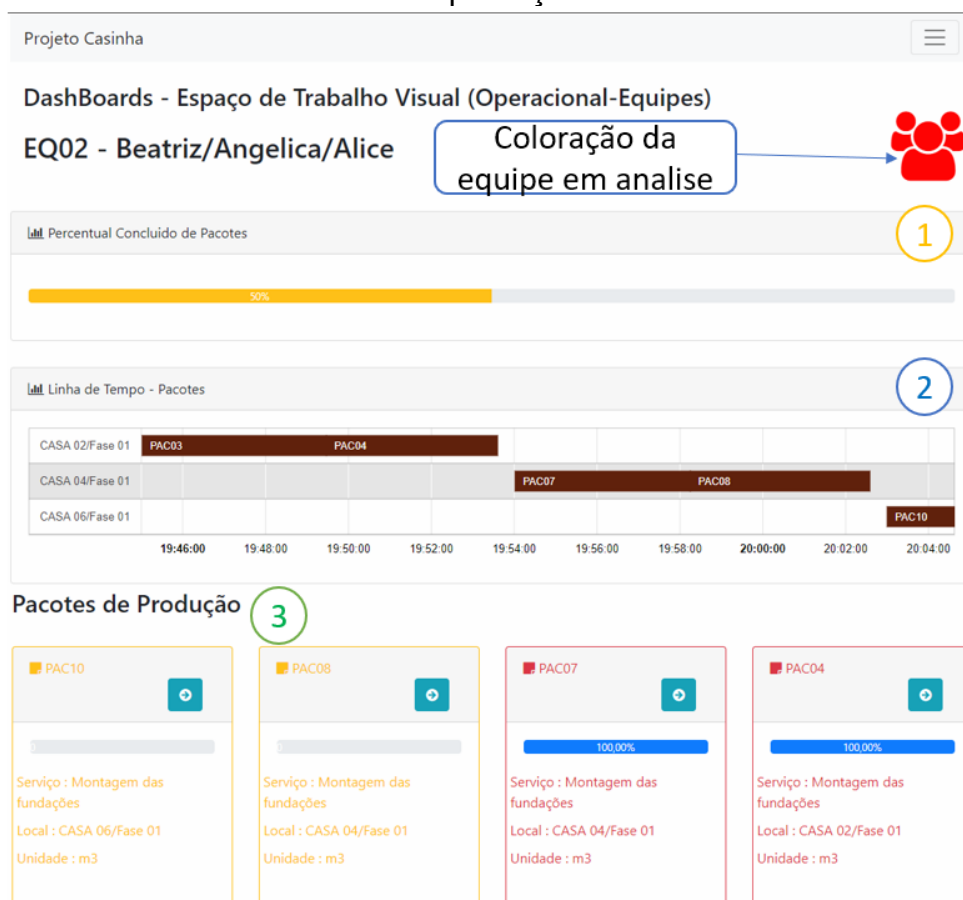 Projeto Casinha
DashBoards - Espaço de Trabalho Visual (Operacional-Equipes)
EQ02 - Beatriz/Angelica/Alice
Coloração da
equipe em analise
Percentual Concluido de Pacotes
1
50%
Linha de Tempo - Pacotes
2
CASA 02/Fase 01 PAC03 PAC04
CASA 04/Fase 01 PAC07 PAC08
CASA 06/Fase 01 PAC10
19:46:00 19:48:00 19:50:00 19:52:00 19:54:00 19:56:00 19:58:00 20:00:00 20:02:00 20:04:00
Pacotes de Produção
3
PAC10
Serviço : Montagem das
fundações
Local : CASA 06/Fase 01
Unidade : m3
PAC08
Serviço : Montagem das
fundações
Local : CASA 04/Fase 01
Unidade : m3
PAC07
100,00%
Serviço : Montagem das
fundações
Local : CASA 04/Fase 01
Unidade : m3
PAC04
100,00%
Serviço : Montagem das
fundações
Local : CASA 02/Fase 01
Unidade : m3